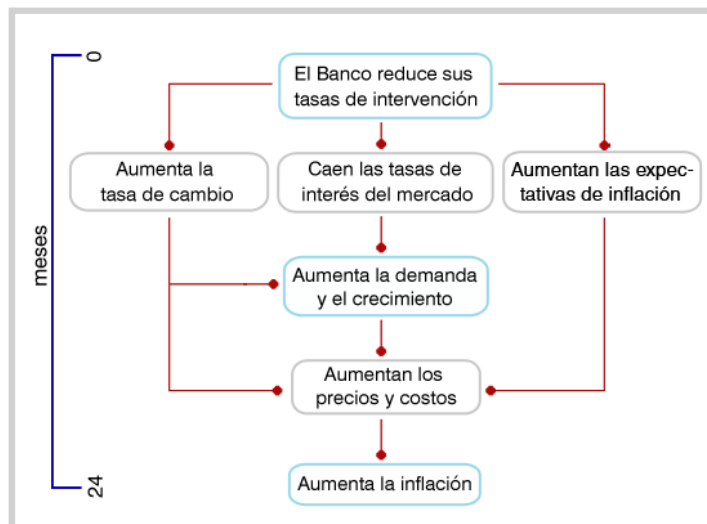 0
El Banco reduce sus
tasas de intervención
Aumenta la
tasa de cambio
Caen las tasas de
interés del mercado
Aumentan las expec-
tativas de inflación
meses
Aumenta la demanda
y el crecimiento
Aumentan los
precios y costos
24
Aumenta la inflación